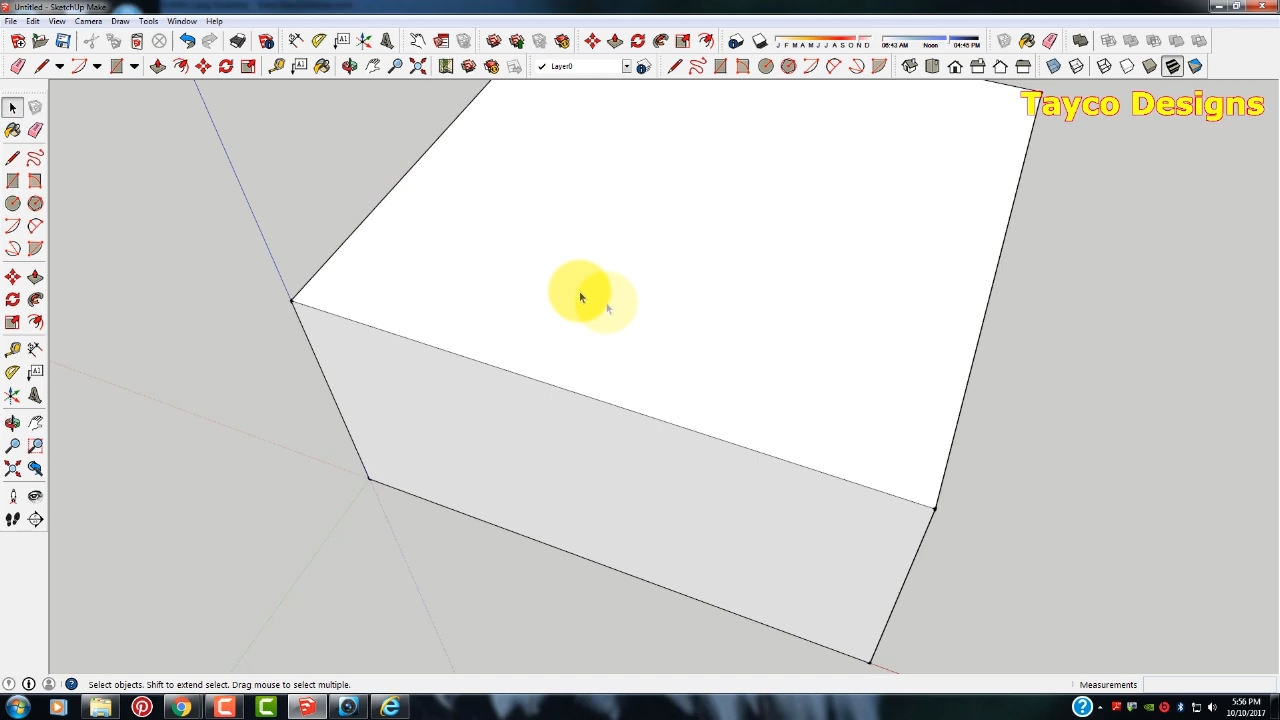 Untitled - SketchUp Make
File Edit View Camera Draw Tools Window Help
J F M A M J J A S O N D 06:43 AM Noon 04:45 PM
Layer0
Tayco Designs
Select objects. Shift to extend select. Drag mouse to select multiple. Measurements
5:56 PM
10/10/2017